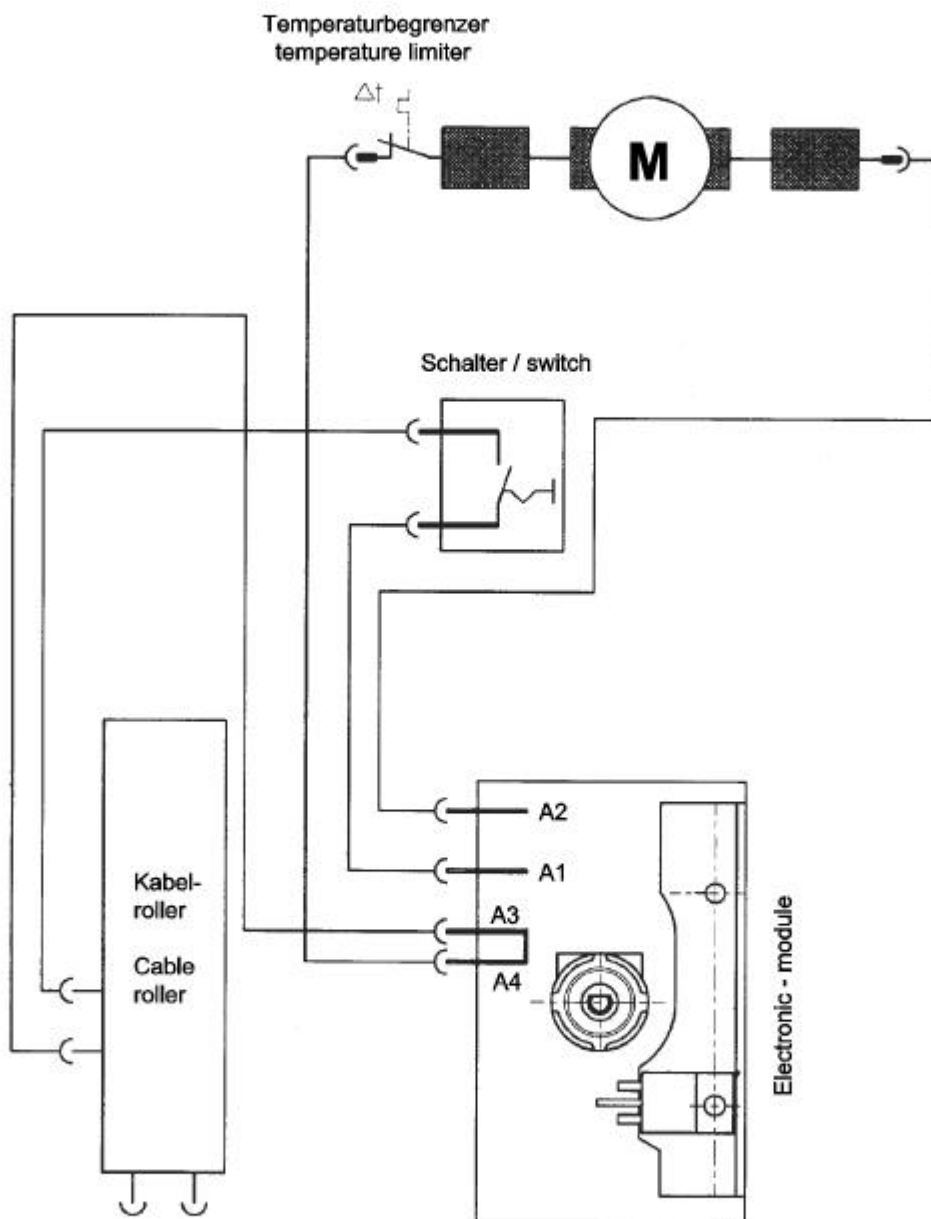 Temperaturbegrenzer
temperature limiter
Δt
M
Schalter / switch
A2
A1
A3
A4
Kabel-
roller
Cable
roller
Electronic - module